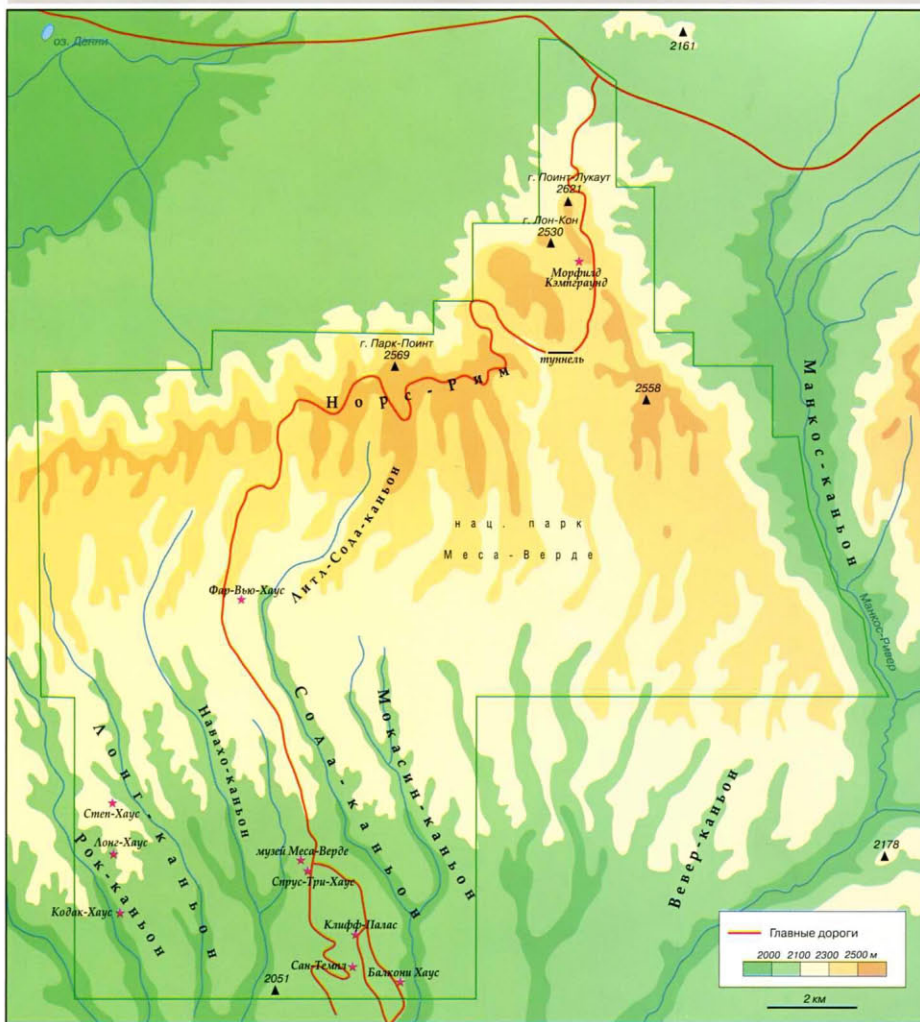 оз. Денни
2161
г. Поинт-Лукаут
2621
г. Лон-Кон
2530
Морфилд
Кэмпграунд
туннель
г. Парк-Поинт
2569
Норс-Рим
2558
Манкос-каньон
Литл-Сода-каньон
нац. парк
Меса-Верде
Фар-Вью-Хаус
Манкос-Ривер
Лонг-каньон
Навахо-каньон
Сода-каньон
Мокасин-каньон
Вевер-каньон
Степ-Хаус
Лонг-Хаус
Рок-каньон
музей Меса-Верде
Спрус-Три-Хаус
2178
Кодак-Хаус
Клифф-Палас
Сан-Темпл
Балкони Хаус
2051
Главные дороги
2000 2100 2300 2500 м
2 км